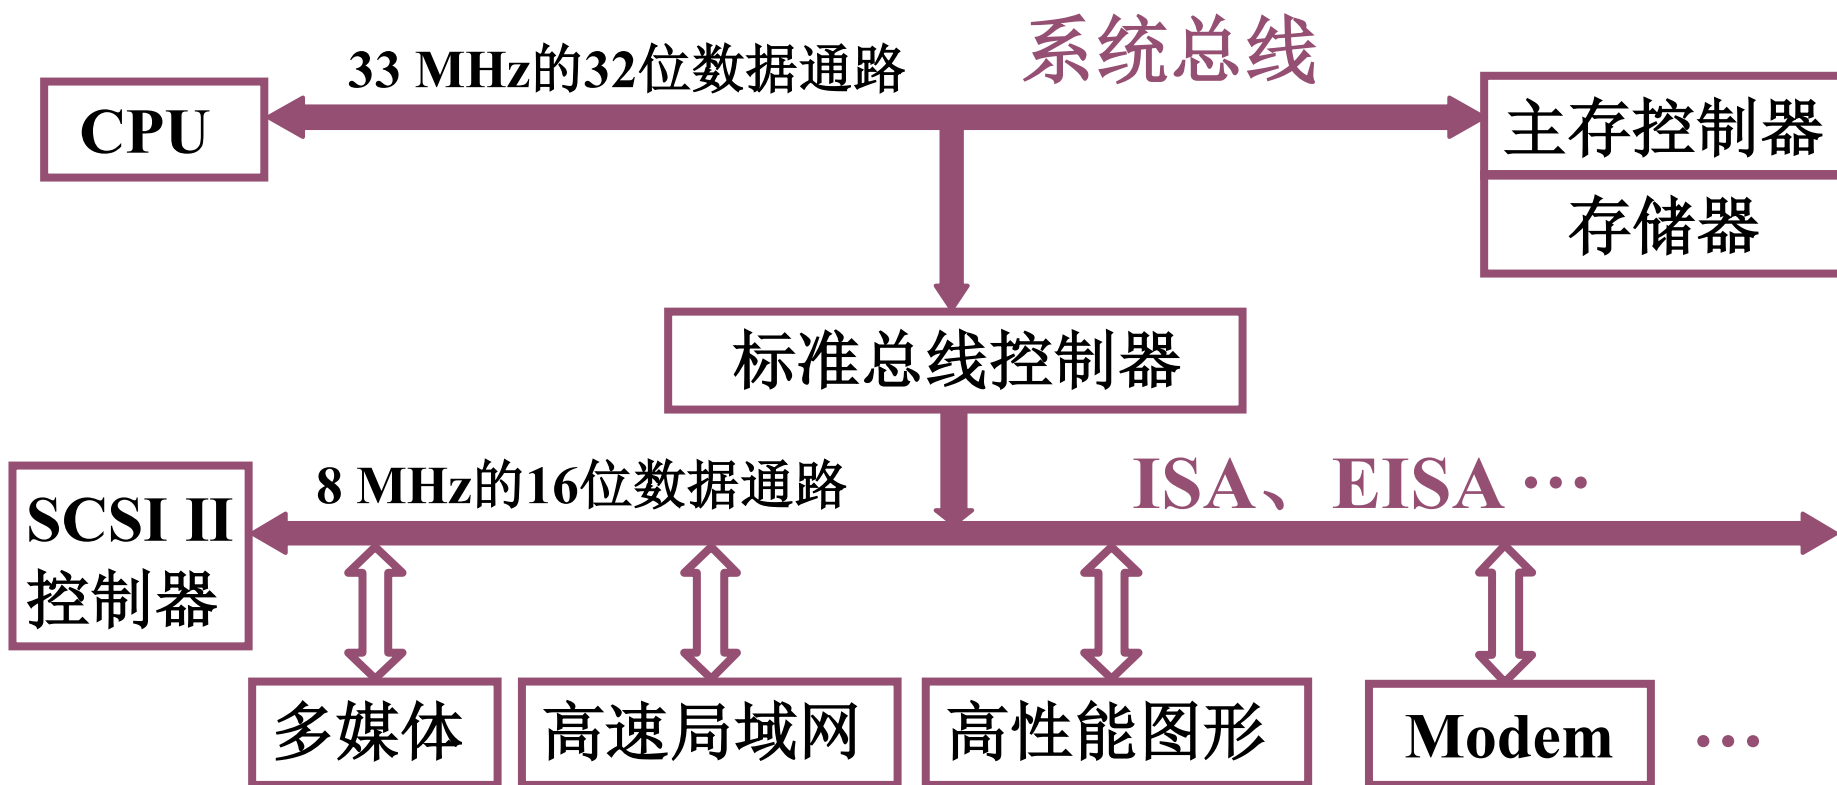 33 MHz的32位数据通路
系统总线
CPU
主存控制器
存储器
标准总线控制器
SCSI II
控制器
8 MHz的16位数据通路
ISA、EISA …
多媒体
高速局域网
高性能图形
Modem
…